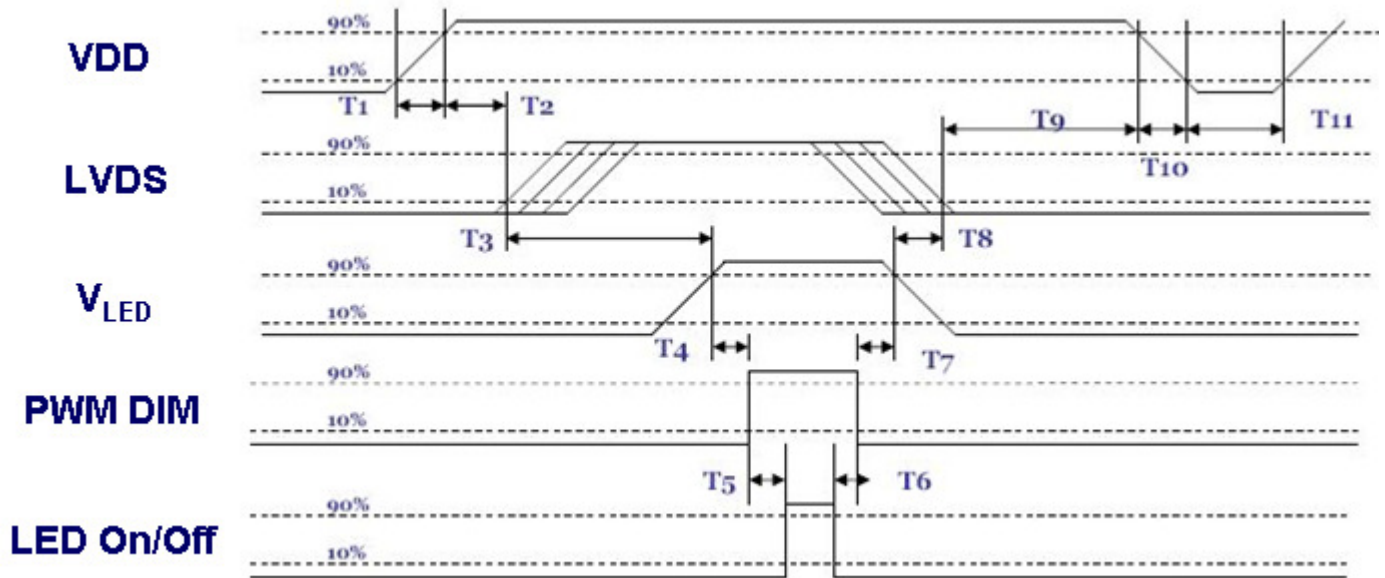 90%
VDD
10%
T1 T2 T9 T11
90%
T10
LVDS
10%
T3 T8
90%
VLED
10%
T4 T7
90%
PWM DIM
10%
T5 T6
90%
LED On/Off
10%